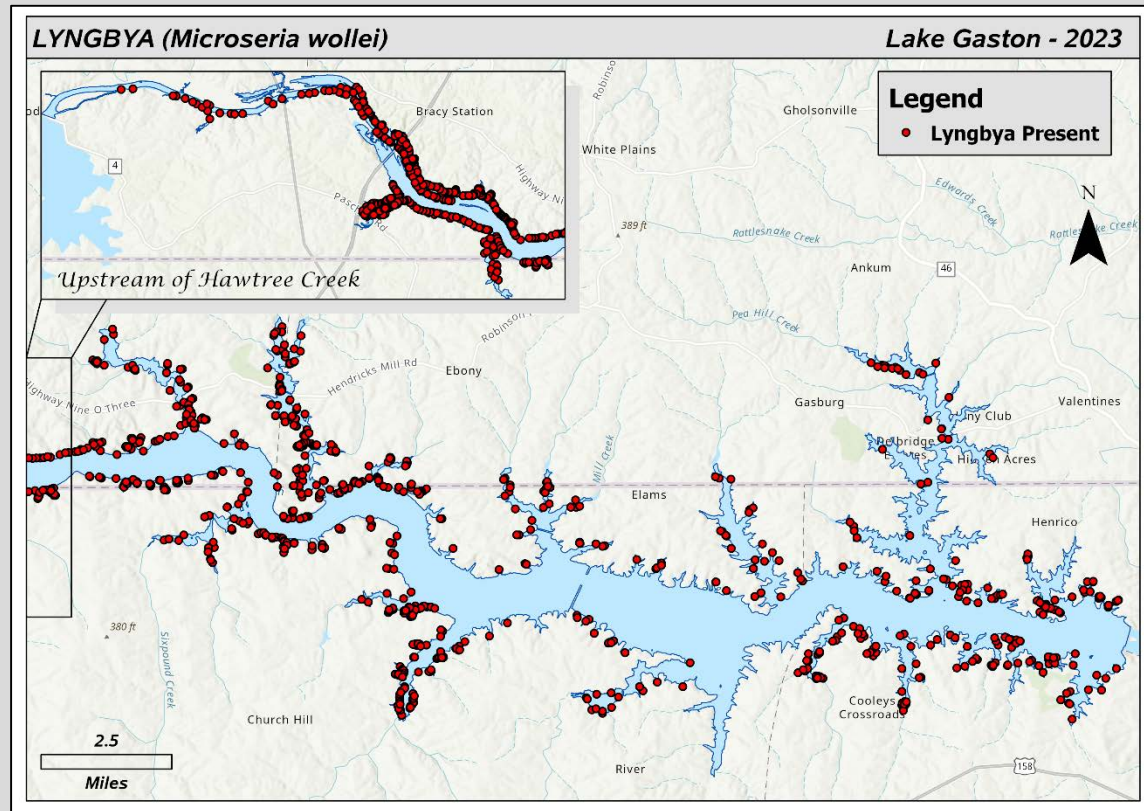 LYNGBYA (Microseria wollei)
Lake Gaston - 2023
Legend
Lyngbya Present
N
Bracy Station
4
Upstream of Hawtree Creek
Gholsonville
White Plains
Edwards Creek
389 ft
Rattlesnake Creek
Rattlesnake Creek
Ankum
46
Pea Hill Creek
Hendricks Mill Rd
Ebony
Highway Nine O Three
Gasburg
Valentines
ny Club
Acres
Mill Creek
Elams
Henrico
380 ft
Sixpound Creek
Church Hill
Cooleys
Crossroads
River
158
2.5
Miles